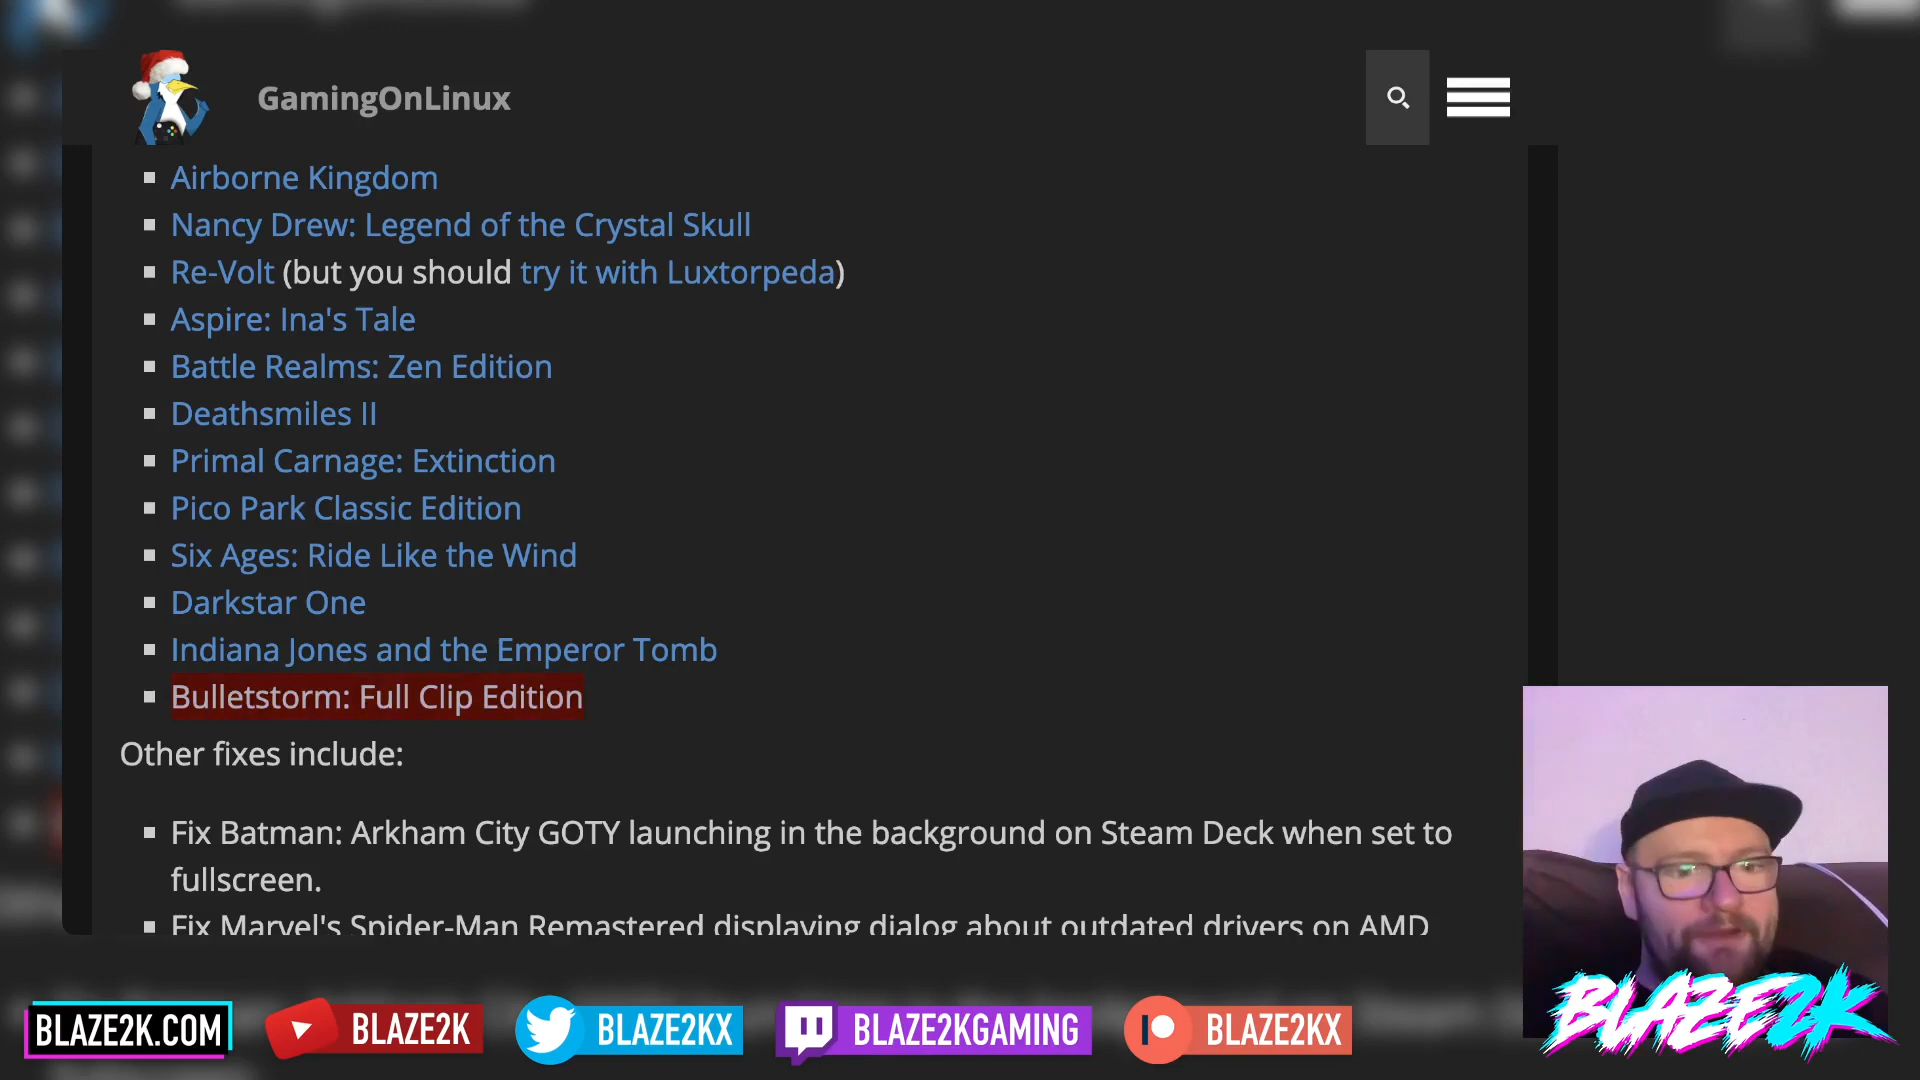 GamingOnLinux
Airborne Kingdom
Nancy Drew: Legend of the Crystal Skull
Re-Volt (but you should try it with Luxtorpeda)
Aspire: Ina's Tale
Battle Realms: Zen Edition
Deathsmiles II
Primal Carnage: Extinction
Pico Park Classic Edition
Six Ages: Ride Like the Wind
Darkstar One
Indiana Jones and the Emperor Tomb
Bulletstorm: Full Clip Edition
Other fixes include:
Fix Batman: Arkham City GOTY launching in the background on Steam Deck when set to
fullscreen.
Fix Marvel's Spider-Man Remastered displaying dialog about outdated drivers on AMD
BLAZE2K.COM
BLAZE2K
BLAZE2KX
BLAZE2KGAMING
BLAZE2KX
BLAZE2K